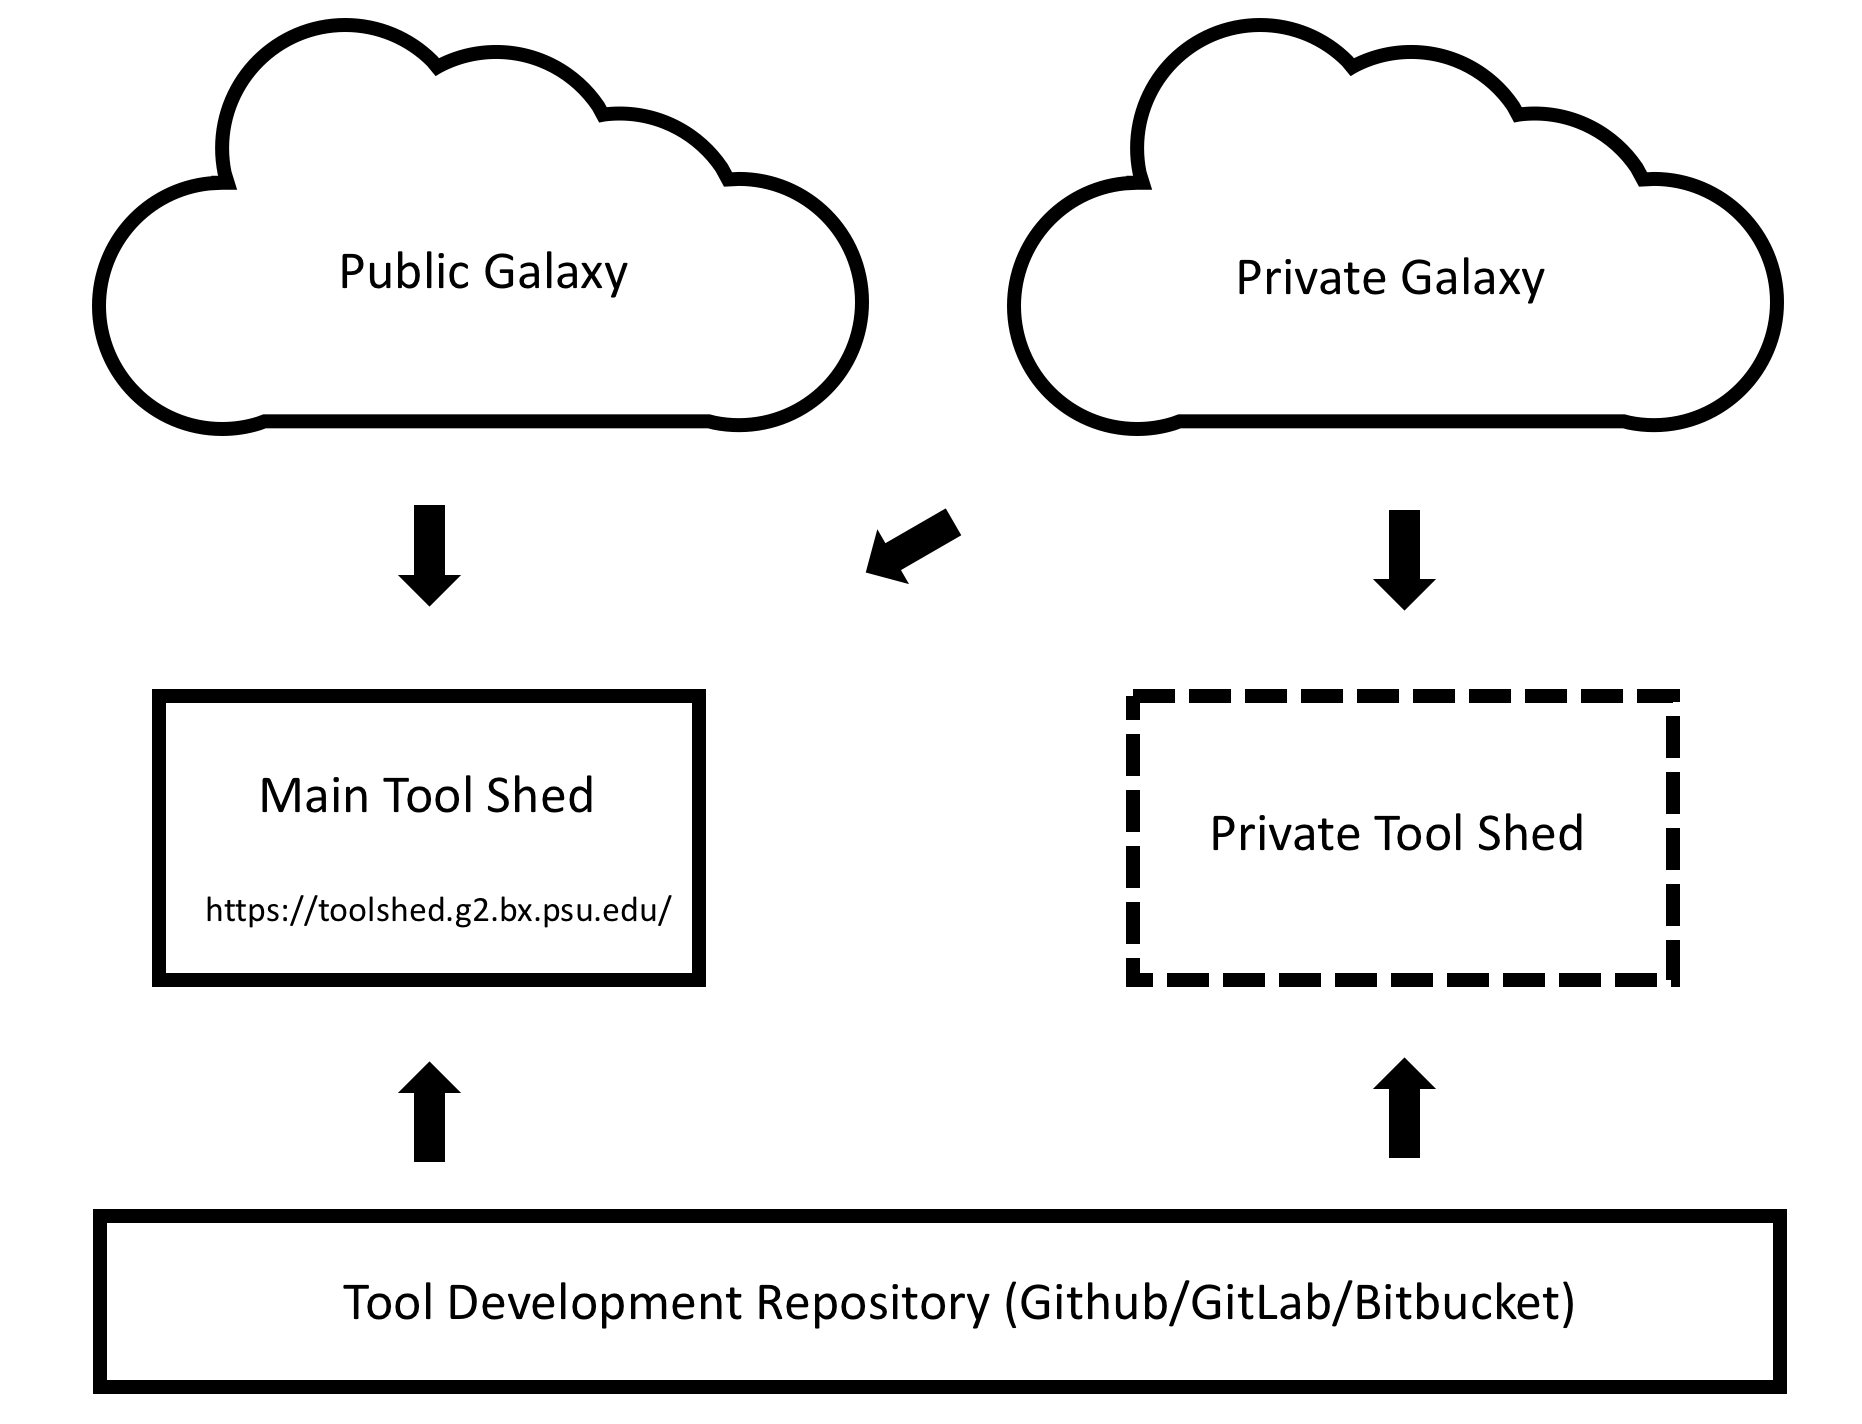 Public Galaxy
Private Galaxy
Main Tool Shed
https://toolshed.g2.bx.psu.edu/
Private Tool Shed
Tool Development Repository (Github/GitLab/Bitbucket)